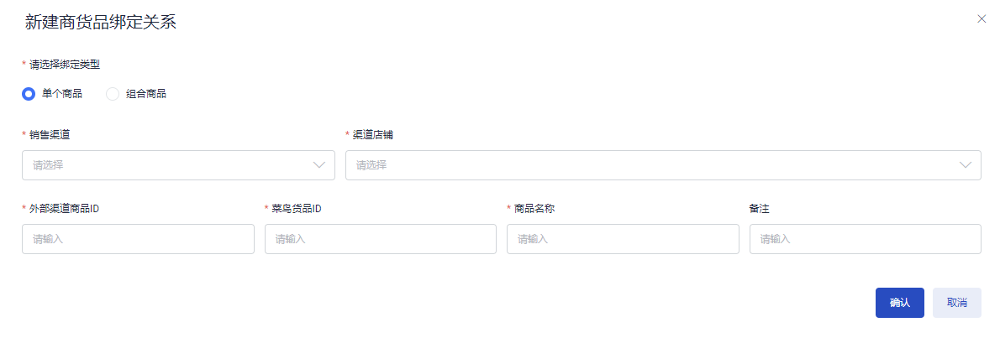 新建商货品绑定关系
* 请选择绑定类型
单个商品 组合商品
* 销售渠道 * 渠道店铺
请选择 请选择
* 外部渠道商品ID * 菜鸟货品ID * 商品名称 备注
请输入 请输入 请输入 请输入
确认 取消